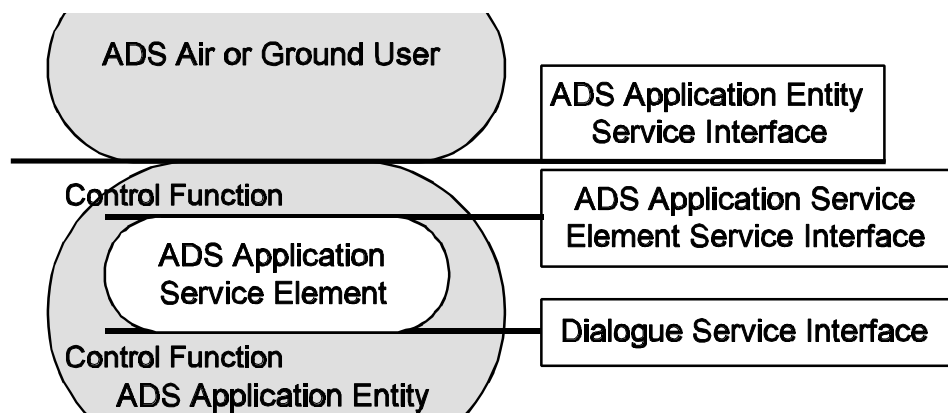 ADS Air or Ground User
ADS Application Entity
Service Interface
Control Function
ADS Application Service
Element Service Interface
ADS Application
Service Element
Dialogue Service Interface
Control Function
ADS Application Entity